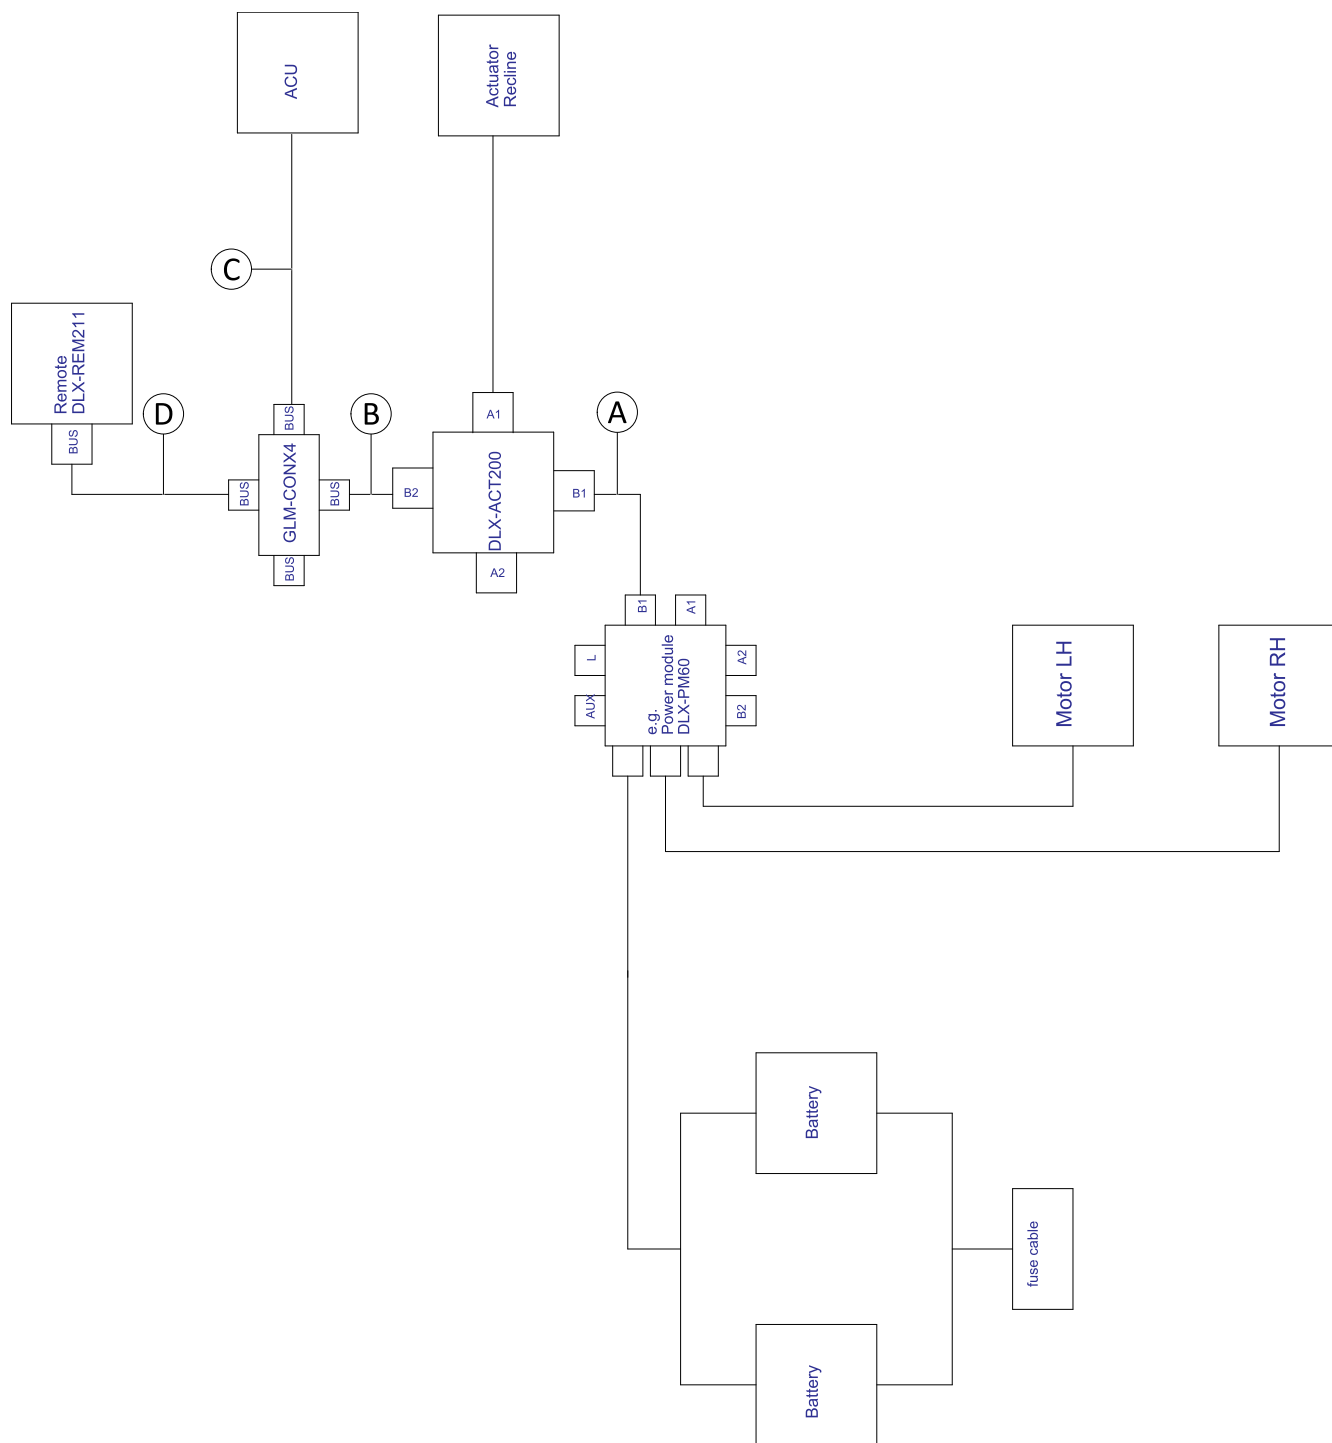 ACU
Actuator
Recline
C
Remote
DLX-REM211
BUS
D
BUS
BUS
GLM-CONX4
BUS
BUS
B
A1
B2
DLX-ACT200
B1
A2
A
B1
A1
L
AUX
e.g.
Power module
DLX-PM60
A2
B2
Motor LH
Motor RH
Battery
fuse cable
Battery